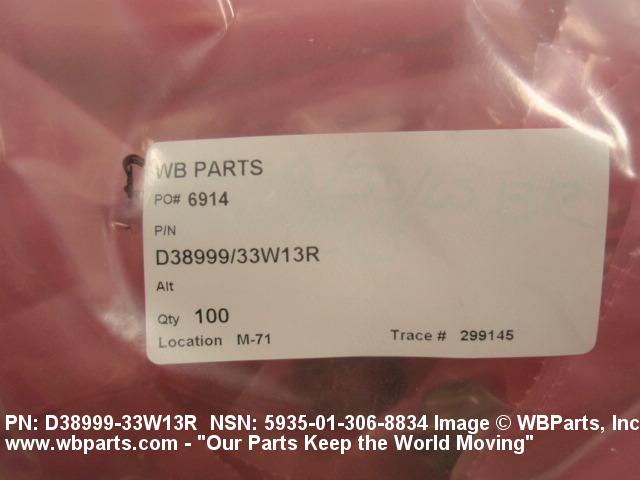 WB PARTS
PO# 6914
P/N
D38999/33W13R
Alt
Qty 100
Location M-71 Trace # 299145
PN: D38999-33W13R NSN: 5935-01-306-8834 Image © WBParts, Inc
www.wbparts.com - "Our Parts Keep the World Moving"